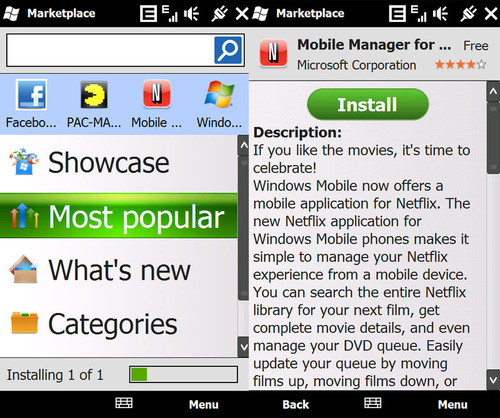 Marketplace
E
E
Facebo...
PAC-MA...
Mobile ...
Windo...
Showcase
Most popular
What's new
Categories
Installing 1 of 1
Menu
Marketplace
E
E
N
Mobile Manager for ...
Free
Microsoft Corporation
Install
Description:
If you like the movies, it's time to
celebrate!
Windows Mobile now offers a
mobile application for Netflix. The
new Netflix application for
Windows Mobile phones makes it
simple to manage your Netflix
experience from a mobile device.
You can search the entire Netflix
library for your next film, get
complete movie details, and even
manage your DVD queue. Easily
update your queue by moving
films up, moving films down, or
Back
Menu